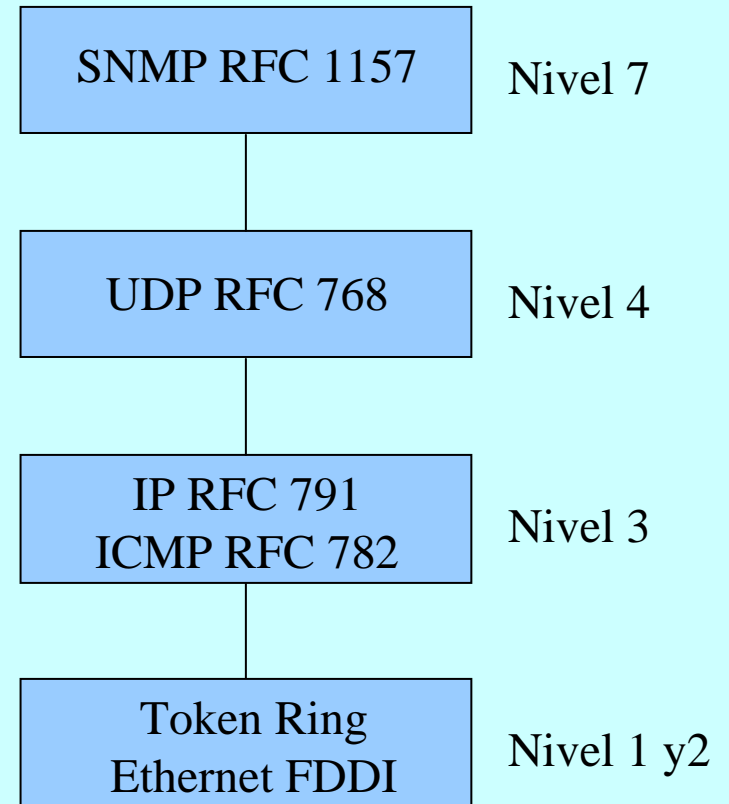 SNMP RFC 1157
Nivel 7
UDP RFC 768
Nivel 4
IP RFC 791
ICMP RFC 782
Nivel 3
Token Ring
Ethernet FDDI
Nivel 1 y2